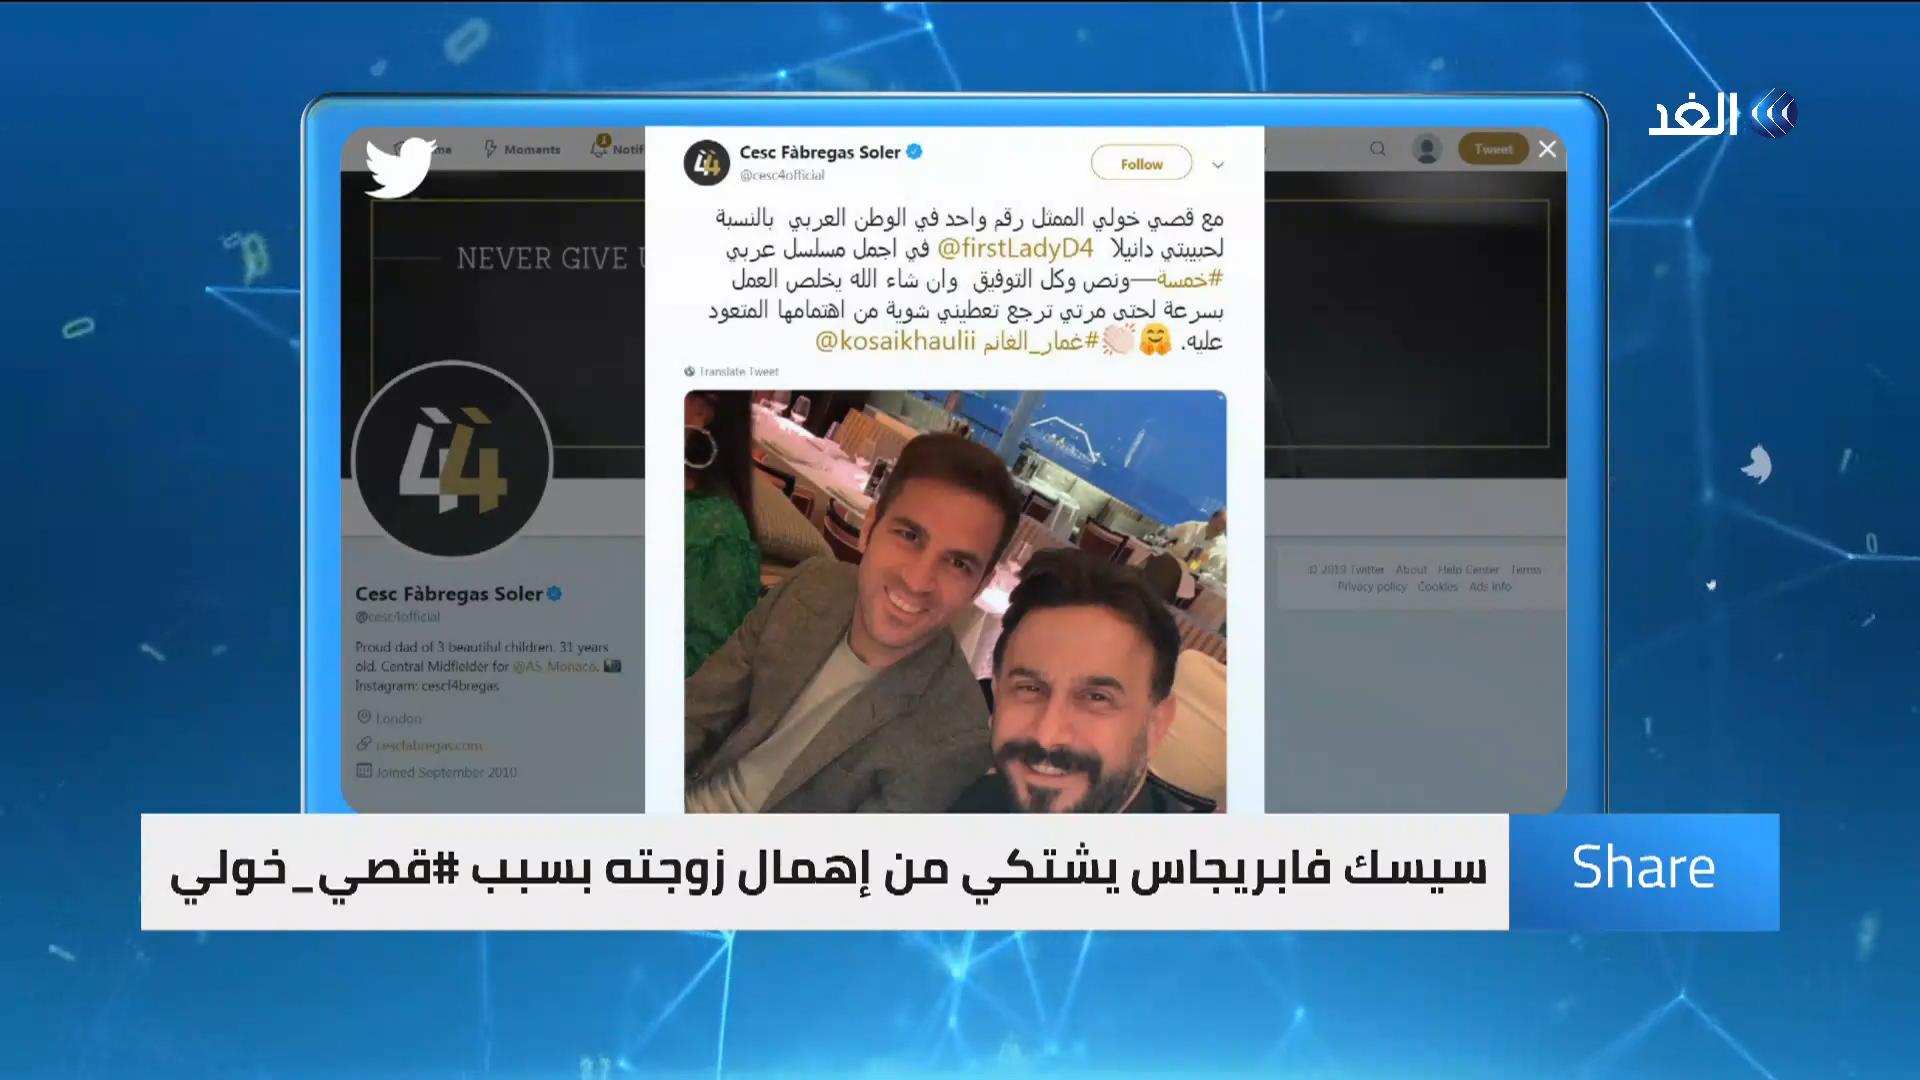 الغد
Moments
Notif
Tweet
NEVER GIVE U
Cesc Fàbregas Soler
@cesc4official
Follow
مع قصي خولي الممثل رقم واحد في الوطن العربي بالنسبة
لحبيبتي دانيلا @firstLadyD4 في اجمل مسلسل عربي
#خمسة—ونص وكل التوفيق وان شاء الله يخلص العمل
بسرعة لحتى مرتي ترجع تعطيني شوية من اهتمامها المتعود
عليه. #غمار_الغانم @kosaikhaulii
Translate Tweet
44
Cesc Fàbregas Soler
@cesc4official
Proud dad of 3 beautiful children. 31 years
old. Central Midfielder for @AS_Monaco.
Instagram: cescf4bregas
London
cescfabregas.com
Joined September 2010
© 2019 Twitter About Help Center Terms
Privacy policy Cookies Ads info
Share
سيسك فابريجاس يشتكي من إهمال زوجته بسبب #قصي_خولي